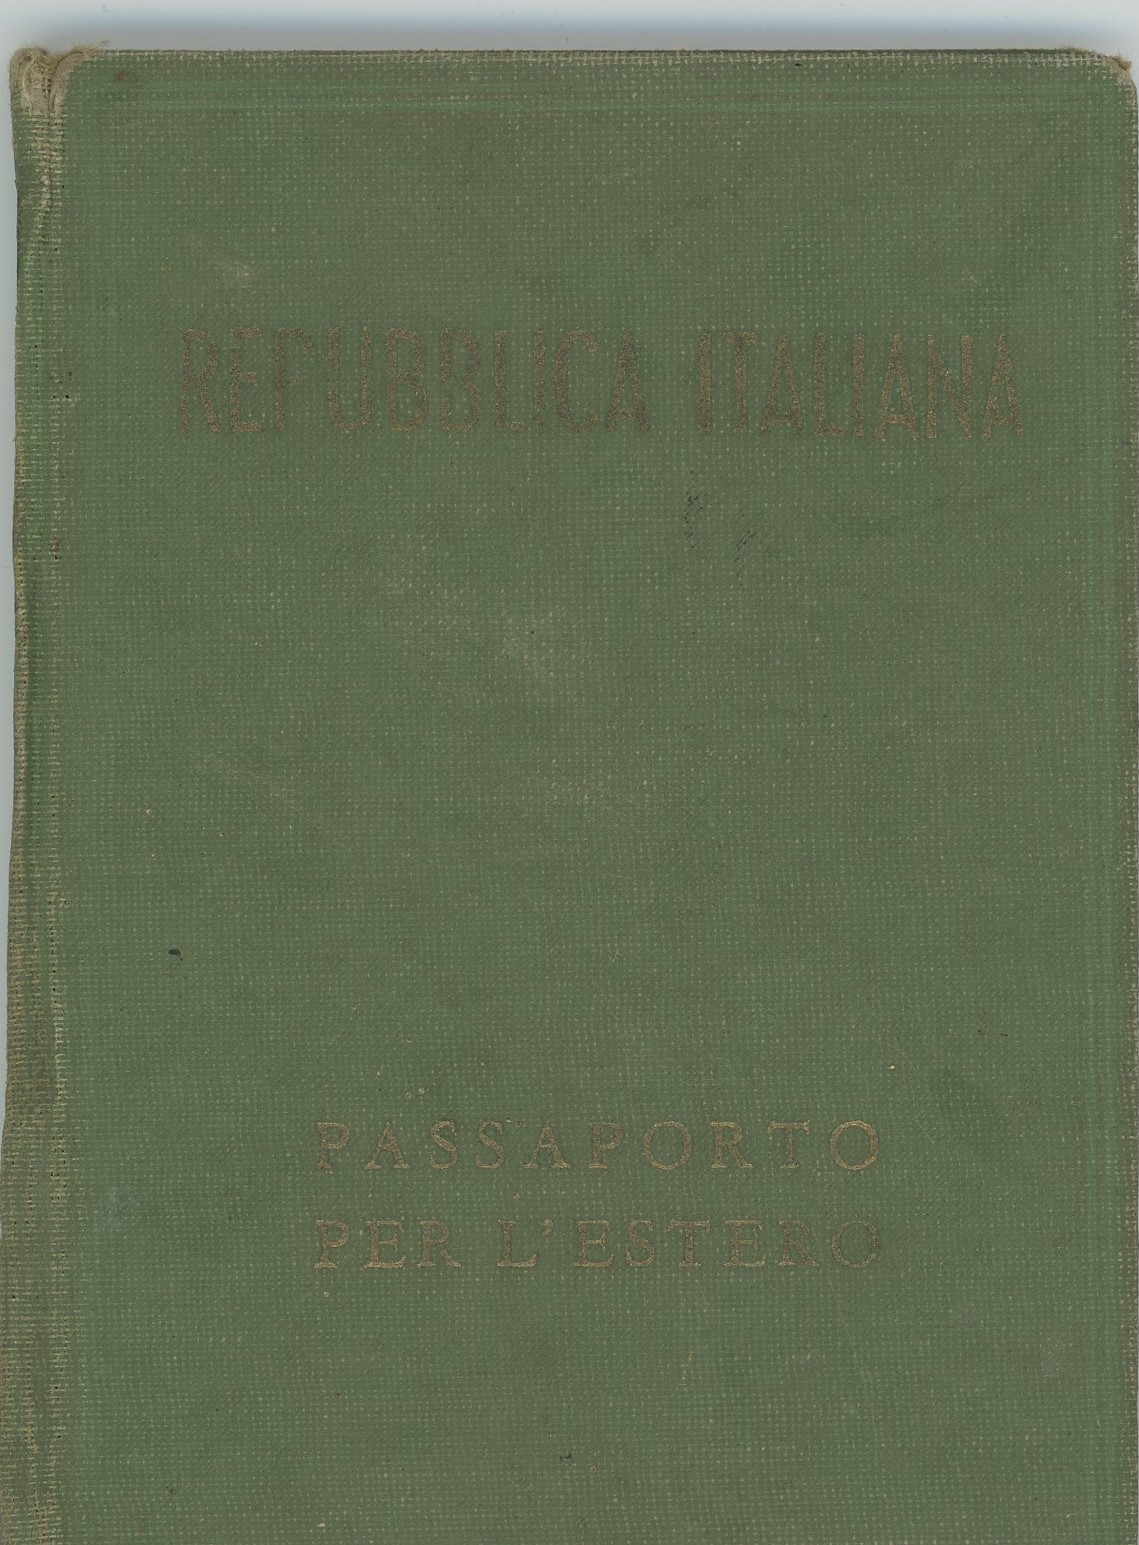 REPUBBLICA ITALIANA
PASSAPORTO
PER L'ESTERO